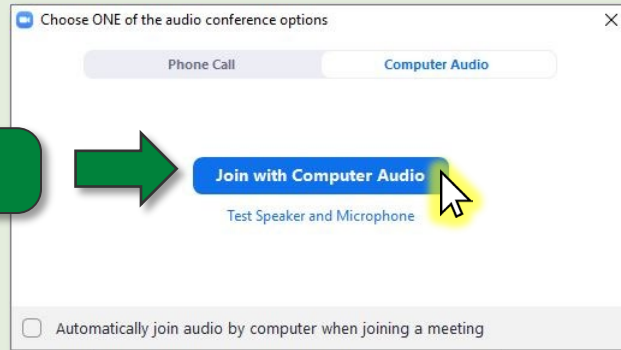 Choose ONE of the audio conference options
Phone Call
Computer Audio
Join with Computer Audio
Test Speaker and Microphone
Automatically join audio by computer when joining a meeting